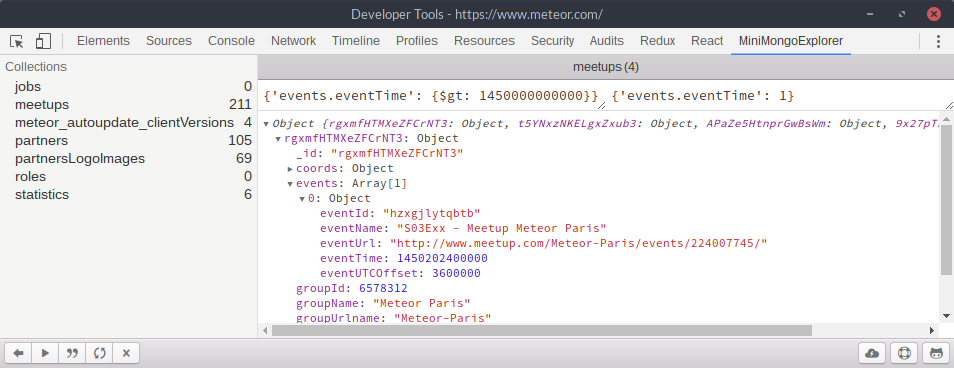 Developer Tools - https://www.meteor.com/
Elements Sources Console Network Timeline Profiles Resources Security Audits Redux React MiniMongoExplorer
Collections
jobs 0
meetups 211
meteor_autoupdate_clientVersions 4
partners 105
partnersLogoImages 69
roles 0
statistics 6
meetups (4)
{'events.eventTime': {$gt: 1450000000000}} {'events.eventTime': 1}
Object {rgxmfHTMXeZFCrNT3: Object, t5YNxzNKELgxZxub3: Object, APaZe5HtnprGwBsWm: Object, 9x27pT
rgxmfHTMXeZFCrNT3: Object
_id: "rgxmfHTMXeZFCrNT3"
coords: Object
events: Array[1]
0: Object
eventId: "hzxgjlytqbtb"
eventName: "S03Exx - Meetup Meteor Paris"
eventUrl: "http://www.meetup.com/Meteor-Paris/events/224007745/"
eventTime: 1450202400000
eventUTCOffset: 3600000
groupId: 6578312
groupName: "Meteor Paris"
groupUrlname: "Meteor-Paris"